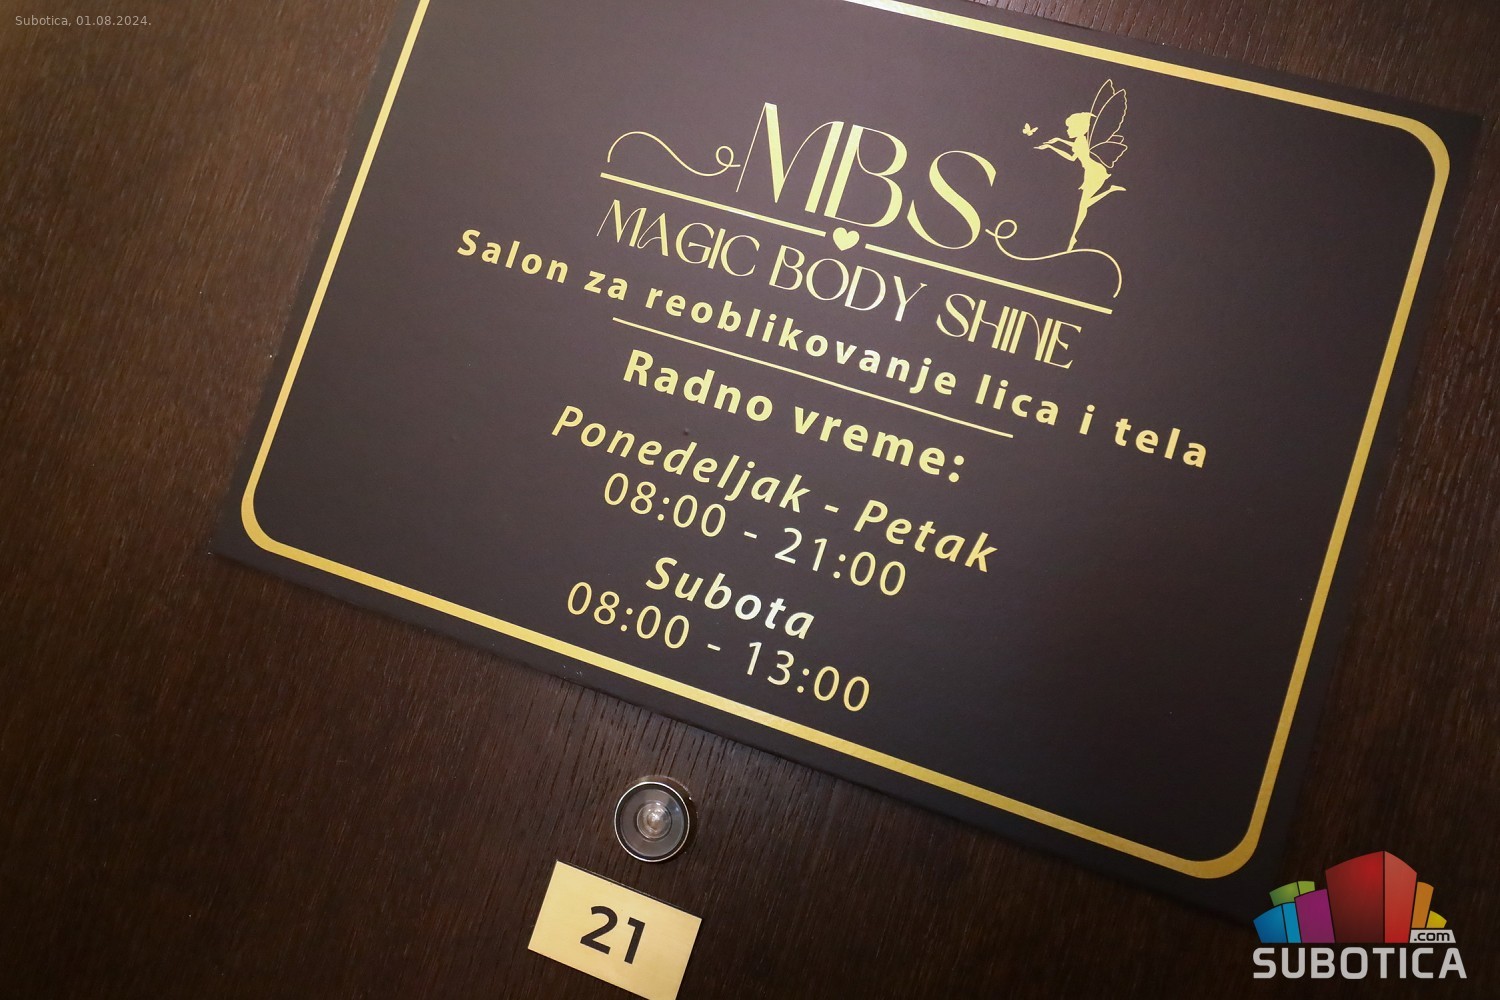 Subotica, 01.08.2024.
MBS
MAGIC BODY SHINE
Salon za reoblikovanje lica i tela
Radno vreme:
Ponedeljak - Petak
08:00 - 21:00
Subota
08:00 - 13:00
21
.com
SUBOTICA